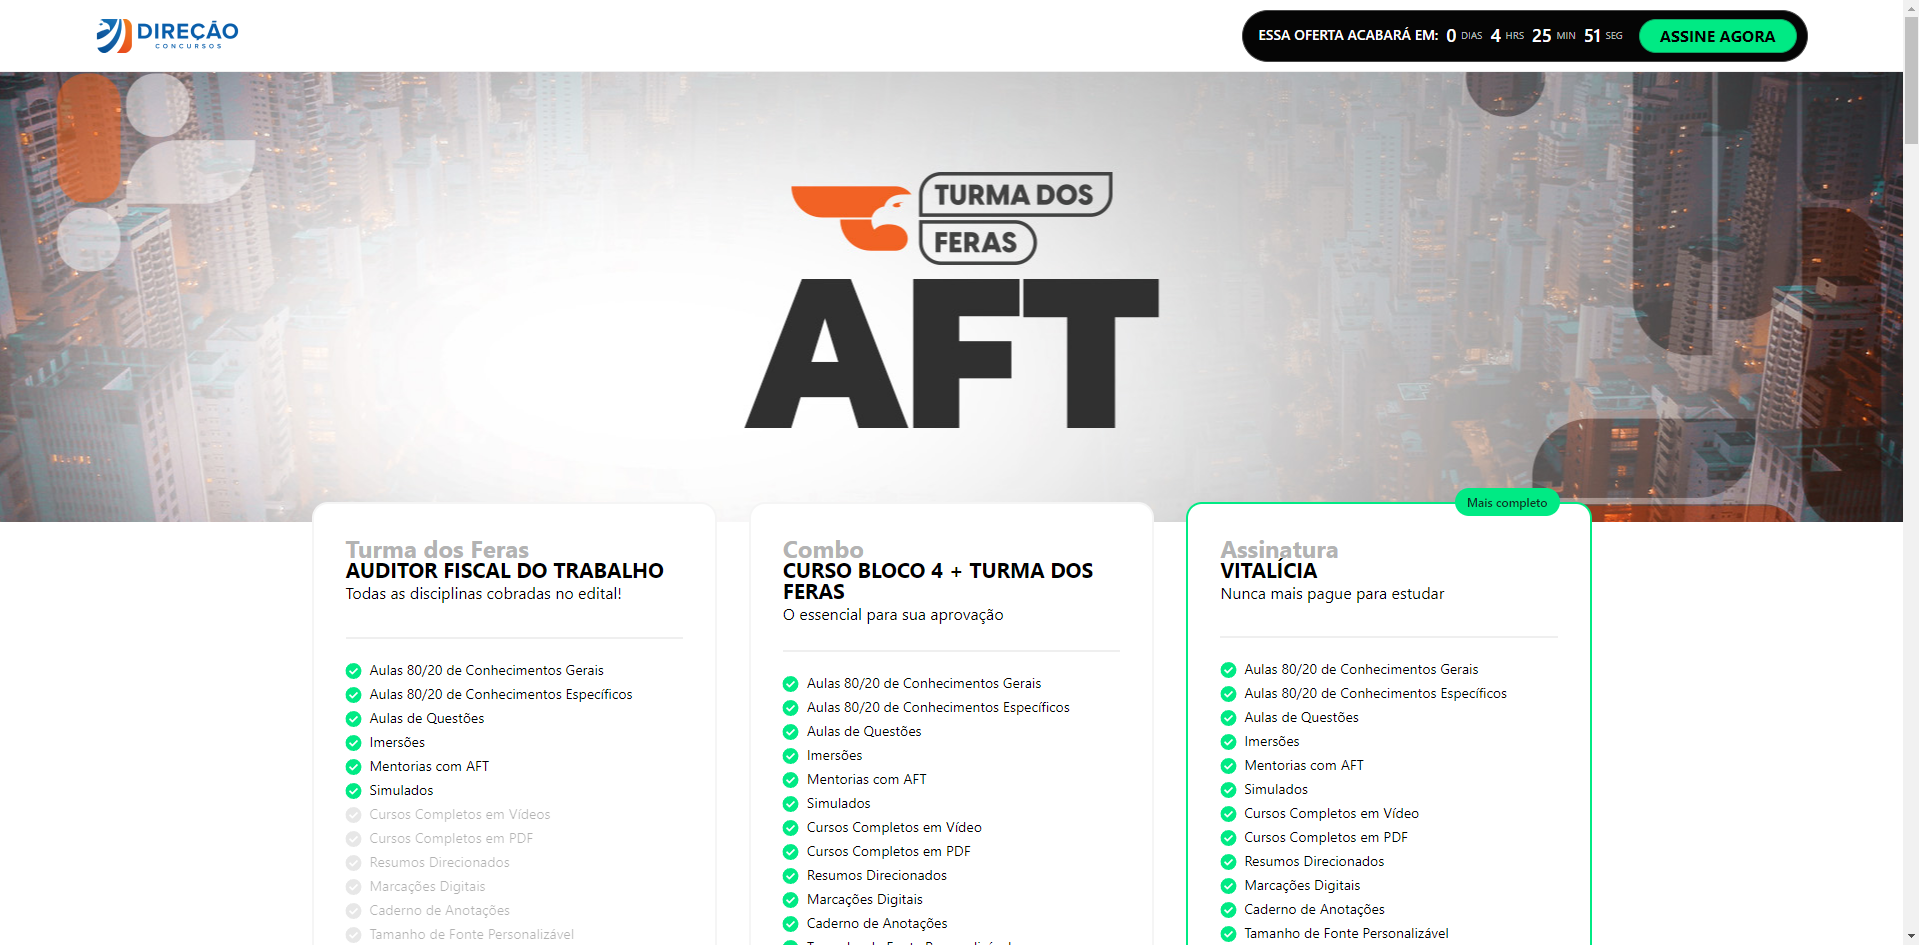 DIREÇÃO
CONCURSOS
ESSA OFERTA ACABARÁ EM: 0 DIAS 4 HRS 25 MIN 51 SEG
ASSINE AGORA
TURMA DOS
FERAS
AFT
Turma dos Feras
AUDITOR FISCAL DO TRABALHO
Todas as disciplinas cobradas no edital!
Aulas 80/20 de Conhecimentos Gerais
Aulas 80/20 de Conhecimentos Específicos
Aulas de Questões
Imersões
Mentorias com AFT
Simulados
Cursos Completos em Vídeos
Cursos Completos em PDF
Resumos Direcionados
Marcações Digitais
Caderno de Anotações
Tamanho de Fonte Personalizável
Combo
CURSO BLOCO 4 + TURMA DOS
FERAS
O essencial para sua aprovação
Aulas 80/20 de Conhecimentos Gerais
Aulas 80/20 de Conhecimentos Específicos
Aulas de Questões
Imersões
Mentorias com AFT
Simulados
Cursos Completos em Vídeo
Cursos Completos em PDF
Resumos Direcionados
Marcações Digitais
Caderno de Anotações
Mais completo
Assinatura
VITALÍCIA
Nunca mais pague para estudar
Aulas 80/20 de Conhecimentos Gerais
Aulas 80/20 de Conhecimentos Específicos
Aulas de Questões
Imersões
Mentorias com AFT
Simulados
Cursos Completos em Vídeo
Cursos Completos em PDF
Resumos Direcionados
Marcações Digitais
Caderno de Anotações
Tamanho de Fonte Personalizável